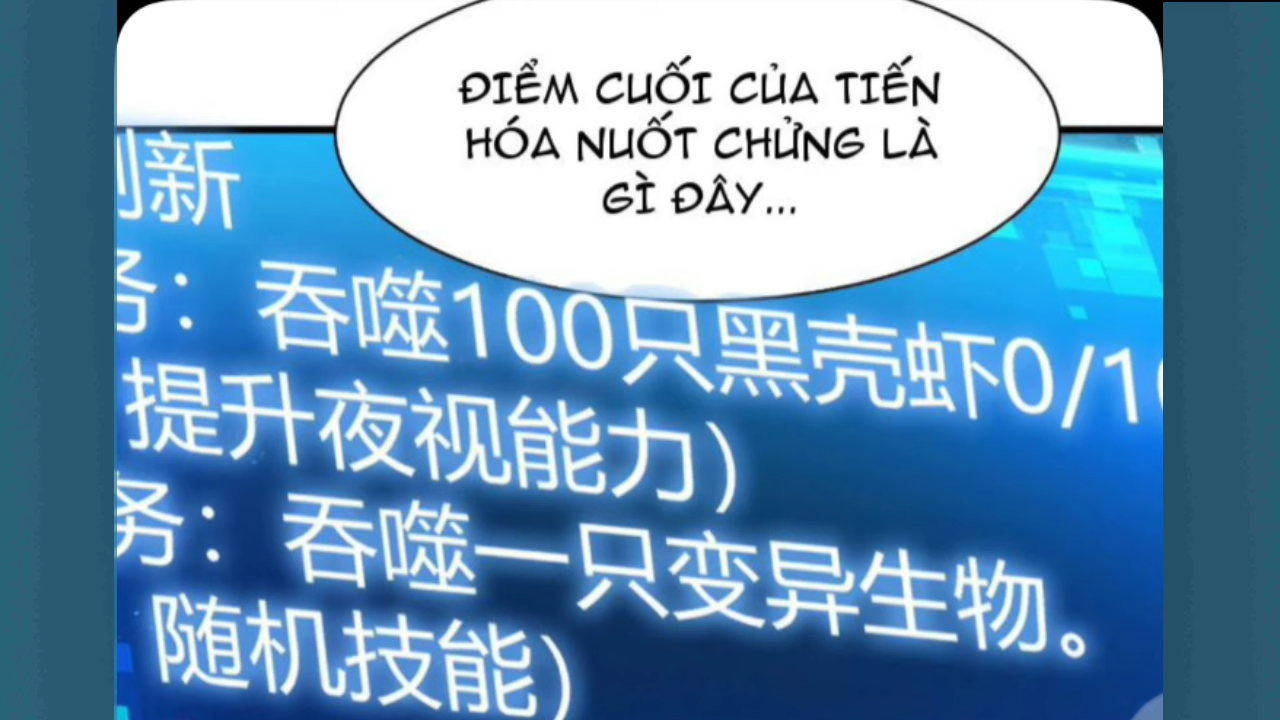 ĐIỂM CUỐI CỦA TIẾN
HÓA NUỐT CHỬNG LÀ
GÌ ĐÂY...
刷新
务：吞噬100只黑壳虾0/10
提升夜视能力）
务：吞噬一只变异生物。
随机技能）